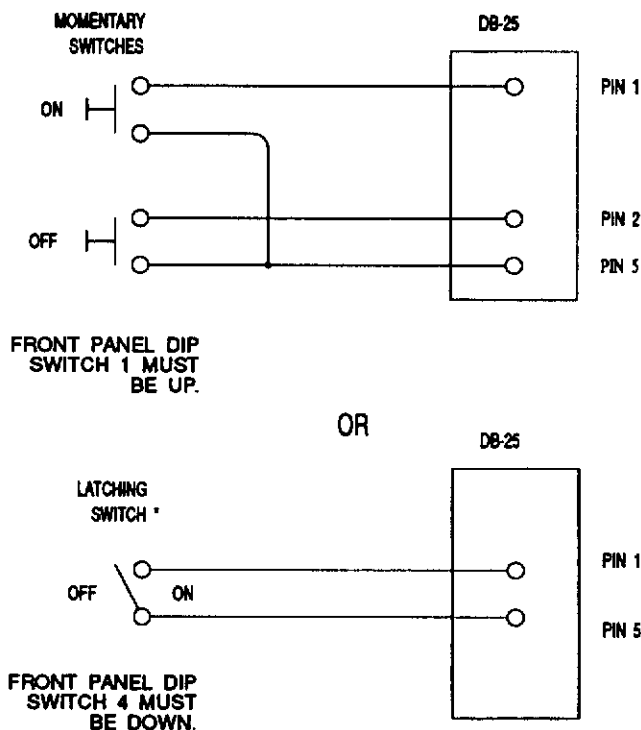 MOMENTARY
SWITCHES
DB-25
ON
PIN 1
OFF
PIN 2
PIN 5
FRONT PANEL DIP
SWITCH 1 MUST
BE UP.
OR
DB-25
LATCHING
SWITCH *
OFF
ON
PIN 1
PIN 5
FRONT PANEL DIP
SWITCH 4 MUST
BE DOWN.